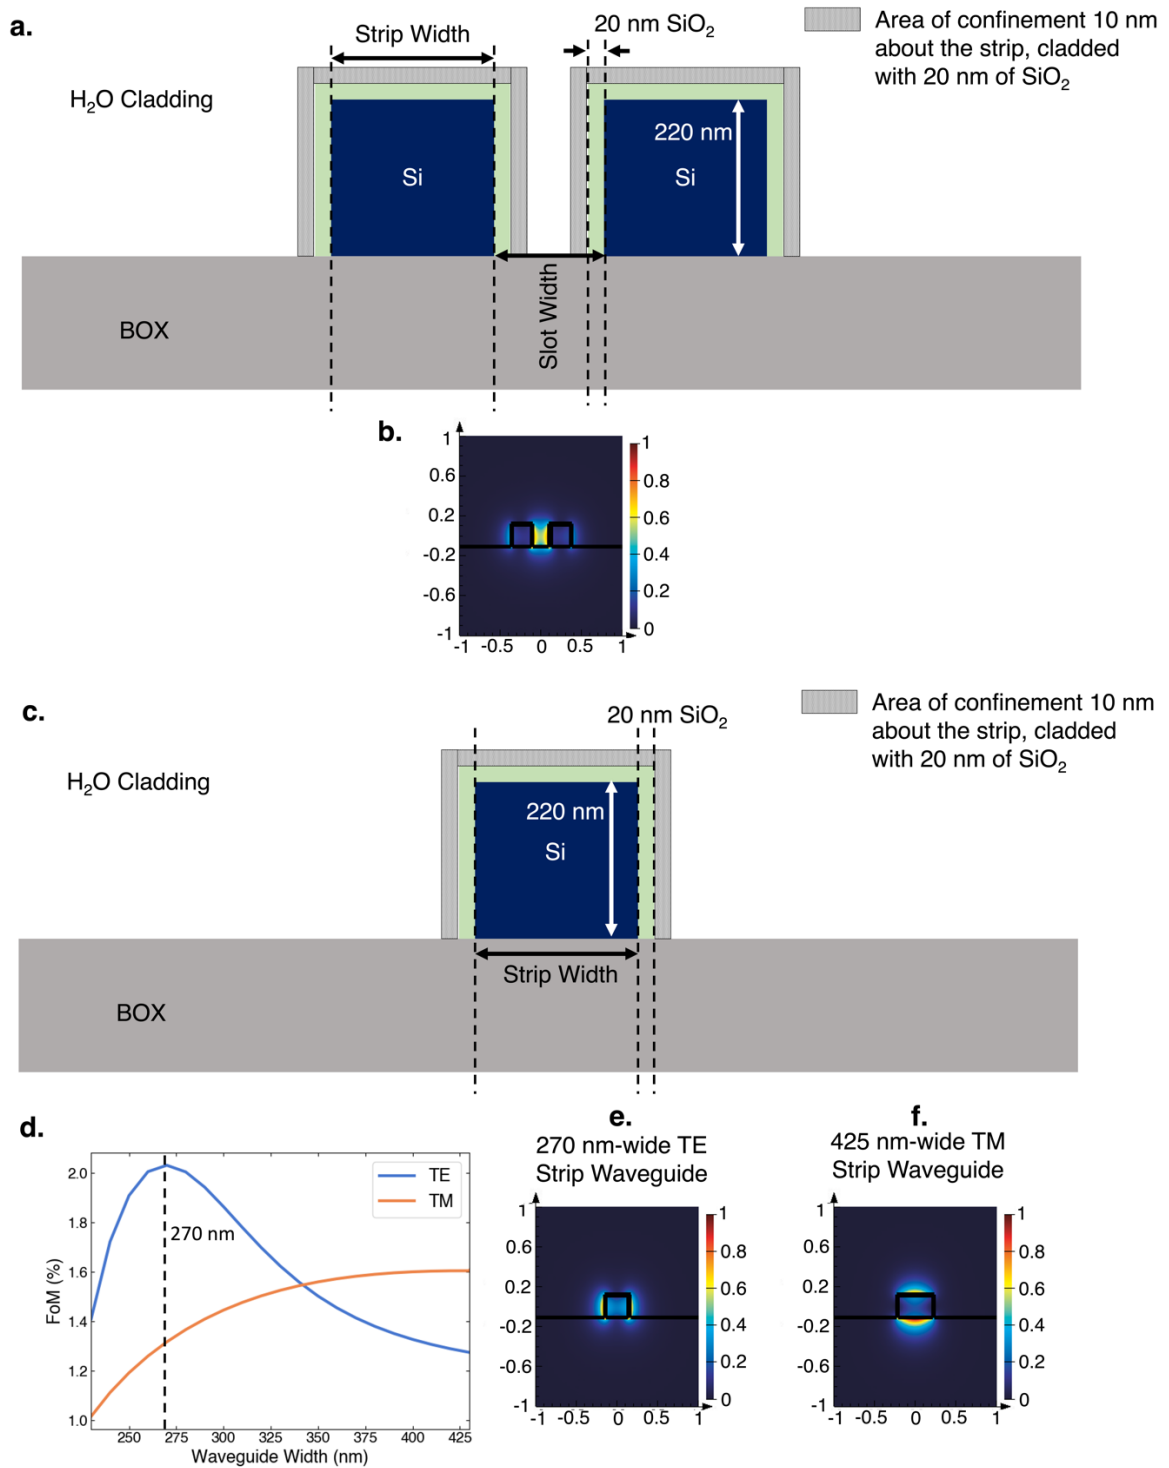 a.
Strip Width
20 nm SiO₂
Area of confinement 10 nm
about the strip, cladded
with 20 nm of SiO₂
H₂O Cladding
220 nm
Si
Si
Slot Width
BOX
b.
1
0.6
0.2
-0.2
-0.6
-1
-1 -0.5 0 0.5 1
1
0.8
0.6
0.4
0.2
0
c.
20 nm SiO₂
Area of confinement 10 nm
about the strip, cladded
with 20 nm of SiO₂
H₂O Cladding
220 nm
Si
Strip Width
BOX
d.
FoM (%)
2.0
1.8
1.6
1.4
1.2
1.0
TE
TM
270 nm
250 275 300 325 350 375 400 425
Waveguide Width (nm)
e.
270 nm-wide TE
Strip Waveguide
1
0.6
0.2
-0.2
-0.6
-1
-1 -0.5 0 0.5 1
1
0.8
0.6
0.4
0.2
0
f.
425 nm-wide TM
Strip Waveguide
1
0.6
0.2
-0.2
-0.6
-1
-1 -0.5 0 0.5 1
1
0.8
0.6
0.4
0.2
0